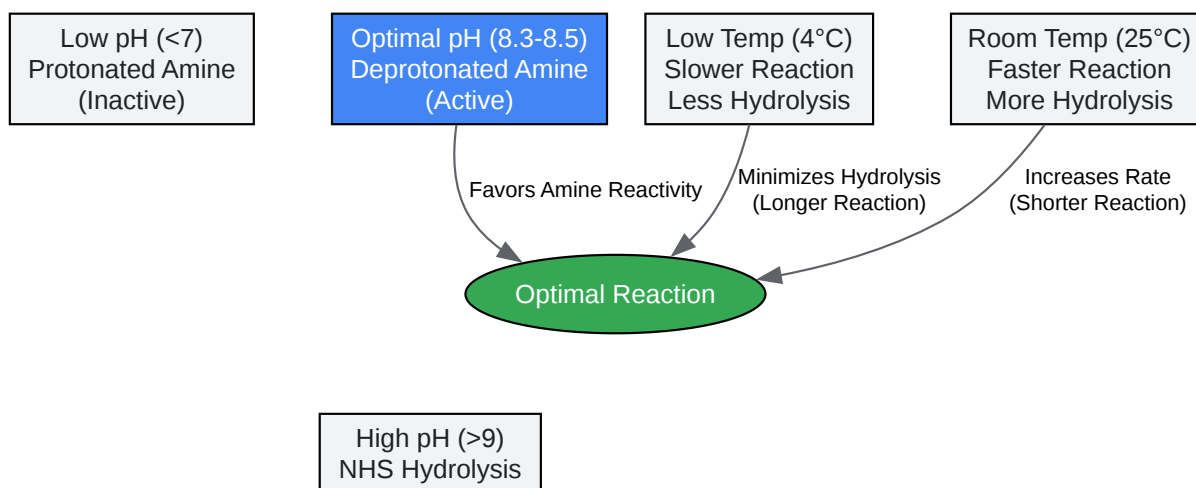 Low pH (<7)
Protonated Amine
(Inactive)
Optimal pH (8.3-8.5)
Deprotonated Amine
(Active)
Low Temp (4°C)
Slower Reaction
Less Hydrolysis
Room Temp (25°C)
Faster Reaction
More Hydrolysis
Favors Amine Reactivity
Minimizes Hydrolysis
(Longer Reaction)
Increases Rate
(Shorter Reaction)
Optimal Reaction
High pH (>9)
NHS Hydrolysis